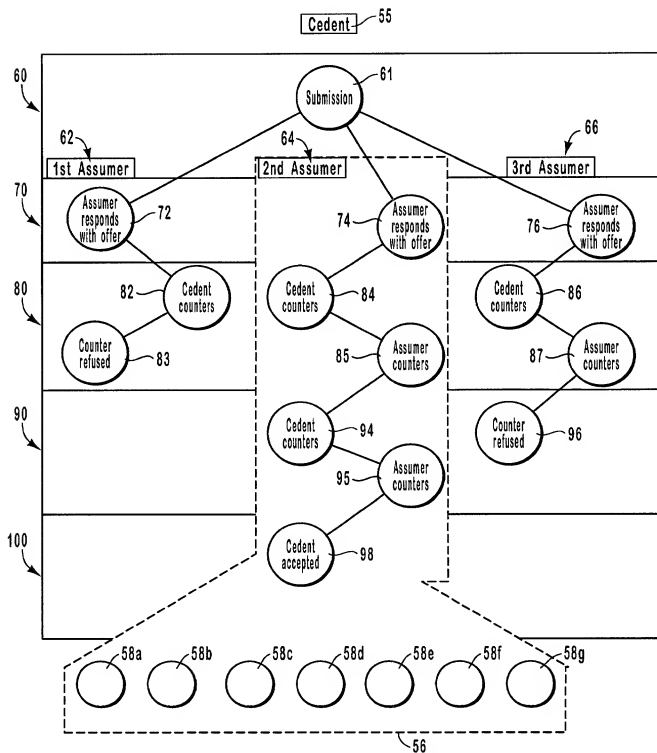 Cedent 55
60
61
Submission
62
64
66
1st Assumer
2nd Assumer
3rd Assumer
70
Assumer
responds
with offer
72
74
Assumer
responds
with offer
76
Assumer
responds
with offer
80
82
Cedent
counters
Cedent
counters
84
Cedent
counters
86
Counter
refused
83
85
Assumer
counters
87
Assumer
counters
90
Cedent
counters
94
Counter
refused
96
95
Assumer
counters
100
Cedent
accepted
98
58a
58b
58c
58d
58e
58f
58g
56